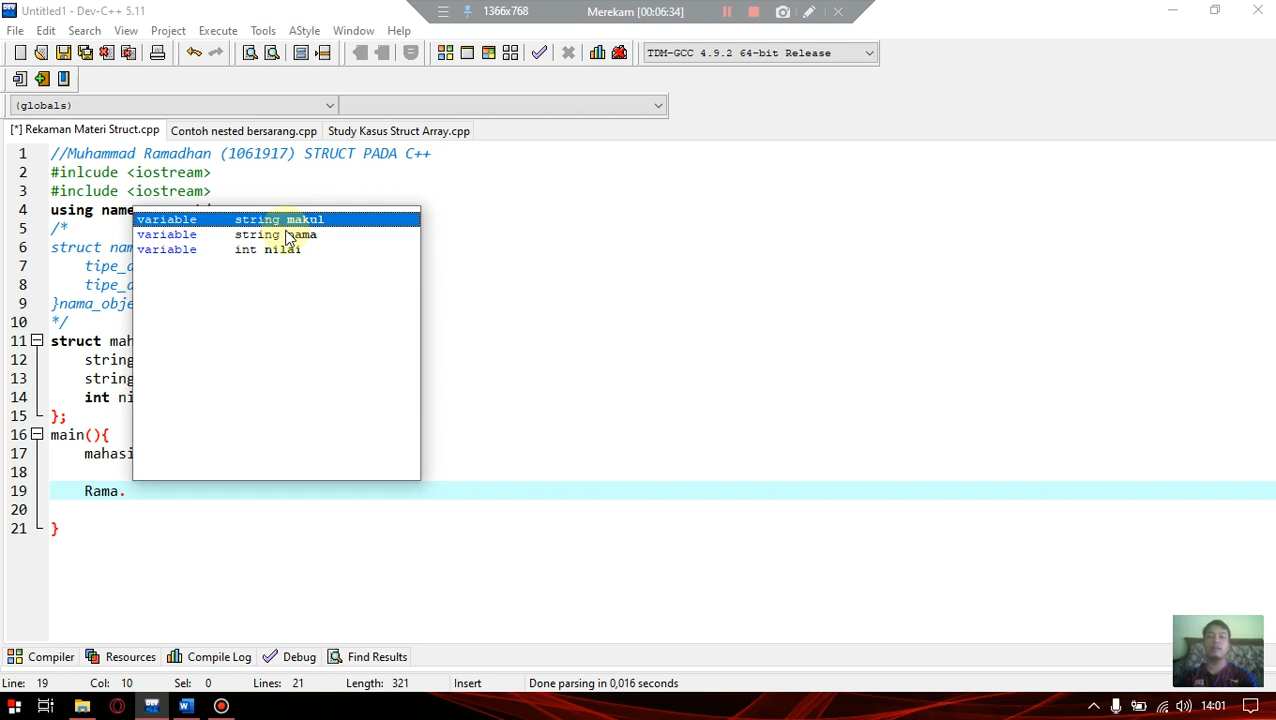 Untitled1 - Dev-C++ 5.11
1366x768
Merekam [00:06:34]
File Edit Search View Project Execute Tools AStyle Window Help
TDM-GCC 4.9.2 64-bit Release
(globals)
[*] Rekaman Materi Struct.cpp Contoh nested bersarang.cpp Study Kasus Struct Array.cpp
1 //Muhammad Ramadhan (1061917) STRUCT PADA C++
2 #inlcude <iostream>
3 #include <iostream>
4 using name
variable string makul
5 /*
variable string nama
6 struct nam
variable int nilai
7 tipe_d
8 tipe_d
9 }nama_obje
10 */
11 struct mah
12 string
13 string
14 int ni
15 };
16 main(){
17 mahasi
18
19 Rama.
20
21 }
Compiler Resources Compile Log Debug Find Results
Line: 19 Col: 10 Sel: 0 Lines: 21 Length: 321 Insert Done parsing in 0,016 seconds
14:01